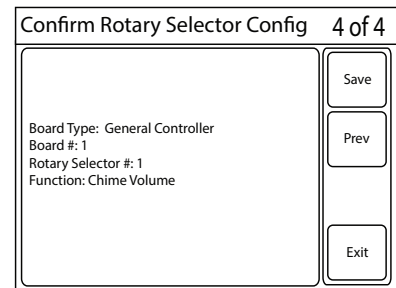 Confirm Rotary Selector Config 4 of 4
Save
Board Type: General Controller
Board #: 1
Rotary Selector #: 1
Function: Chime Volume
Prev
Exit